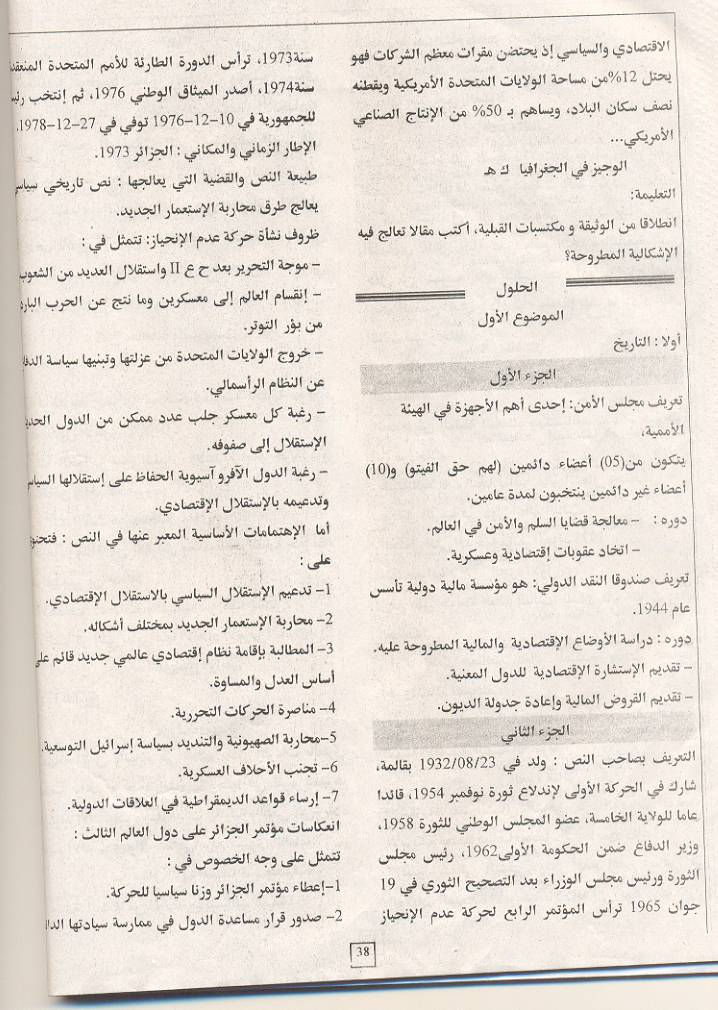 الاقتصادي والسياسي إذ يحتضن مقرات معظم الشركات فهو
يحتل 12%من مساحة الولايات المتحدة الأمريكية ويقطنه
نصف سكان البلاد، ويساهم بـ 50% من الإنتاج الصناعي
الأمريكي...
الوجيز في الجغرافيا ك هـ
التعليمة:
انطلاقا من الوثيقة و مكتسبات القبلية، أكتب مقالا تعالج فيه
الإشكالية المطروحة؟
الحلول
الموضوع الأول
أولا : التاريخ
الجزء الأول
تعريف مجلس الأمن: إحدى أهم الأجهزة في الهيئة
الأممية،
يتكون من(05) أعضاء دائمين (لهم حق الفيتو) و(10)
أعضاء غير دائمين ينتخبون لمدة عامين.
دوره : – معالجة قضايا السلم والأمن في العالم.
– اتخاد عقوبات إقتصادية وعسكرية.
تعريف صندوقا النقد الدولي: هو مؤسسة مالية دولية تأسس
عام 1944.
دوره : دراسة الأوضاع الإقتصادية والمالية المطروحة عليه.
– تقديم الإستشارة الإقتصادية للدول المعنية.
– تقديم القروض المالية وإعادة جدولة الديون.
الجزء الثاني
التعريف بصاحب النص : ولد في 1932/08/23 بقالمة،
شارك في الحركة الأولى لإندلاع ثورة نوفمبر 1954، قائدا
عاما للولاية الخامسة، عضو المجلس الوطني للثورة 1958،
وزير الدفاع ضمن الحكومة الأولى1962، رئيس مجلس
الثورة ورئيس مجلس الوزراء بعد التصحيح الثوري في 19
جوان 1965 ترأس المؤتمر الرابع لحركة عدم الإنحياز
سنة1973، ترأس الدورة الطارئة للأمم المتحدة
سنة1974، أصدر الميثاق الوطني 1976، ثم إنتخب
للجمهورية في 10–12–1976 توفي في 27–12–1978.
الإطار الزماني والمكاني : الجزائر 1973.
طبيعة النص والقضية التي يعالجها : نص تاريخي
يعالج طرق محاربة الإستعمار الجديد.
ظروف نشأة حركة عدم الإنحياز: تتمثل في :
– موجة التحرير بعد ح ع II واستقلال العديد من الشعوب
– إنقسام العالم إلى معسكرين وما نتج عن الحرب
من بؤر التوتر.
– خروج الولايات المتحدة من عزلتها وتبنيها سياسة
عن النظام الرأسمالي.
– رغبة كل معسكر جلب عدد ممكن من الدول
الإستقلال إلى صفوفه.
– رغبة الدول الآفرو آسيوية الحفاظ على إستقلالها
وتدعيمه بالإستقلال الإقتصادي.
أما الإهتمامات الأساسية المعبر عنها في النص :
على :
1– تدعيم الإستقلال السياسي بالاستقلال الإقتصادي.
2– محاربة الإستعمار الجديد بمختلف أشكاله.
3– المطالبة بإقامة نظام إقتصادي عالمي جديد قائم على
أساس العدل والمساوة.
4– مناصرة الحركات التحررية.
5–محاربة الصهيونية والتنديد بسياسة إسرائيل التوسعية.
6– تجنب الأحلاف العسكرية.
7– إرساء قواعد الديمقراطية في العلاقات الدولية.
انعكاسات مؤتمر الجزائر على دول العالم الثالث :
تتمثل على وجه الخصوص في :
1–إعطاء مؤتمر الجزائر وزنا سياسيا للحركة.
2– صدور قرار مساعدة الدول في ممارسة سيادتها
38